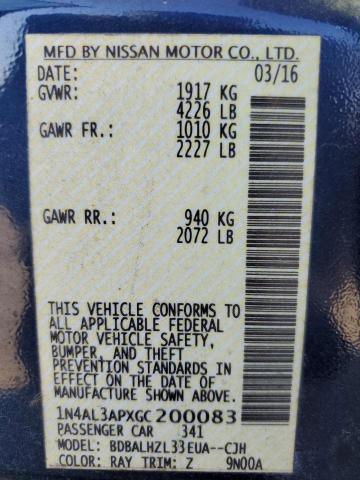 MFD BY NISSAN MOTOR CO., LTD.
DATE: 03/16
GVWR: 1917 KG
4226 LB
GAWR FR.: 1010 KG
2227 LB
GAWR RR.: 940 KG
2072 LB
THIS VEHICLE CONFORMS TO
ALL APPLICABLE FEDERAL
MOTOR VEHICLE SAFETY,
BUMPER, AND THEFT
PREVENTION STANDARDS IN
EFFECT ON THE DATE OF
MANUFACTURE SHOWN ABOVE.
1N4AL3APXGC200083
PASSENGER CAR 341
MODEL: BDBALHZL33EUA--CJH
COLOR: RAY TRIM: Z 9N00A